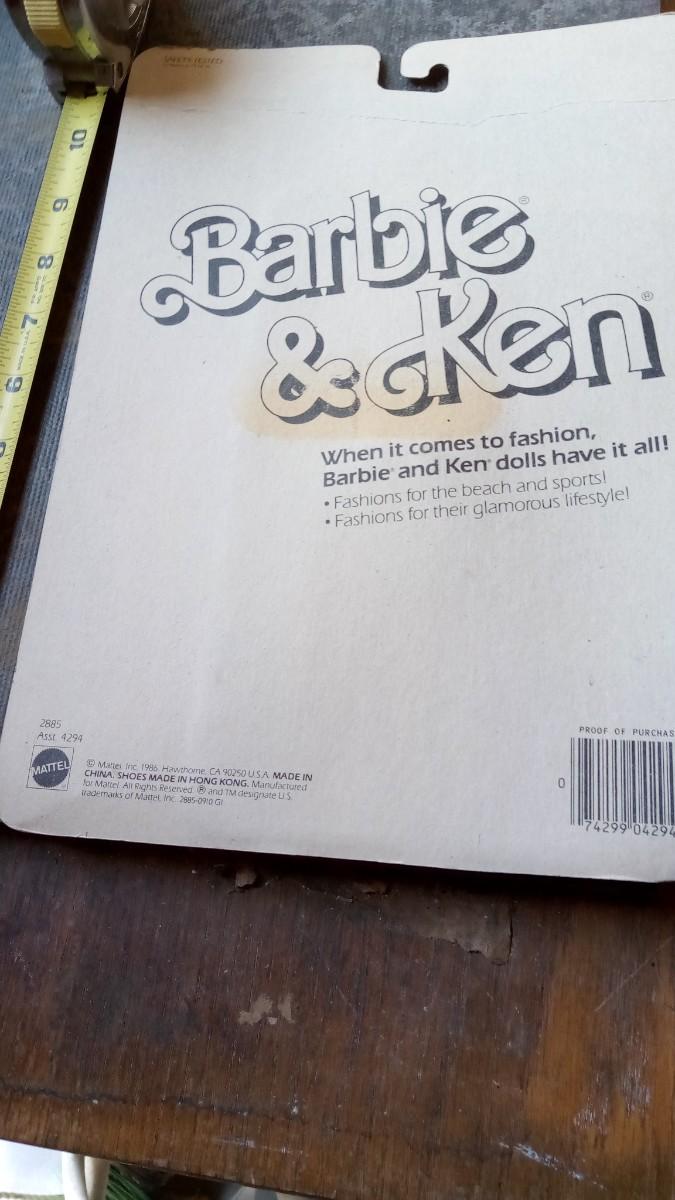 SAFETY TESTED
10
9
8
7
6
Barbie®
& Ken®
When it comes to fashion,
Barbie® and Ken® dolls have it all!
• Fashions for the beach and sports!
• Fashions for their glamorous lifestyle!
2885
Asst. 4294
MATTEL
© Mattel, Inc. 1986. Hawthorne, CA 90250 U.S.A. MADE IN
CHINA. SHOES MADE IN HONG KONG. Manufactured
for Mattel. All Rights Reserved. ® and TM designate U.S.
trademarks of Mattel, Inc. 2885-0910 G1
PROOF OF PURCHAS
0 74299 04294